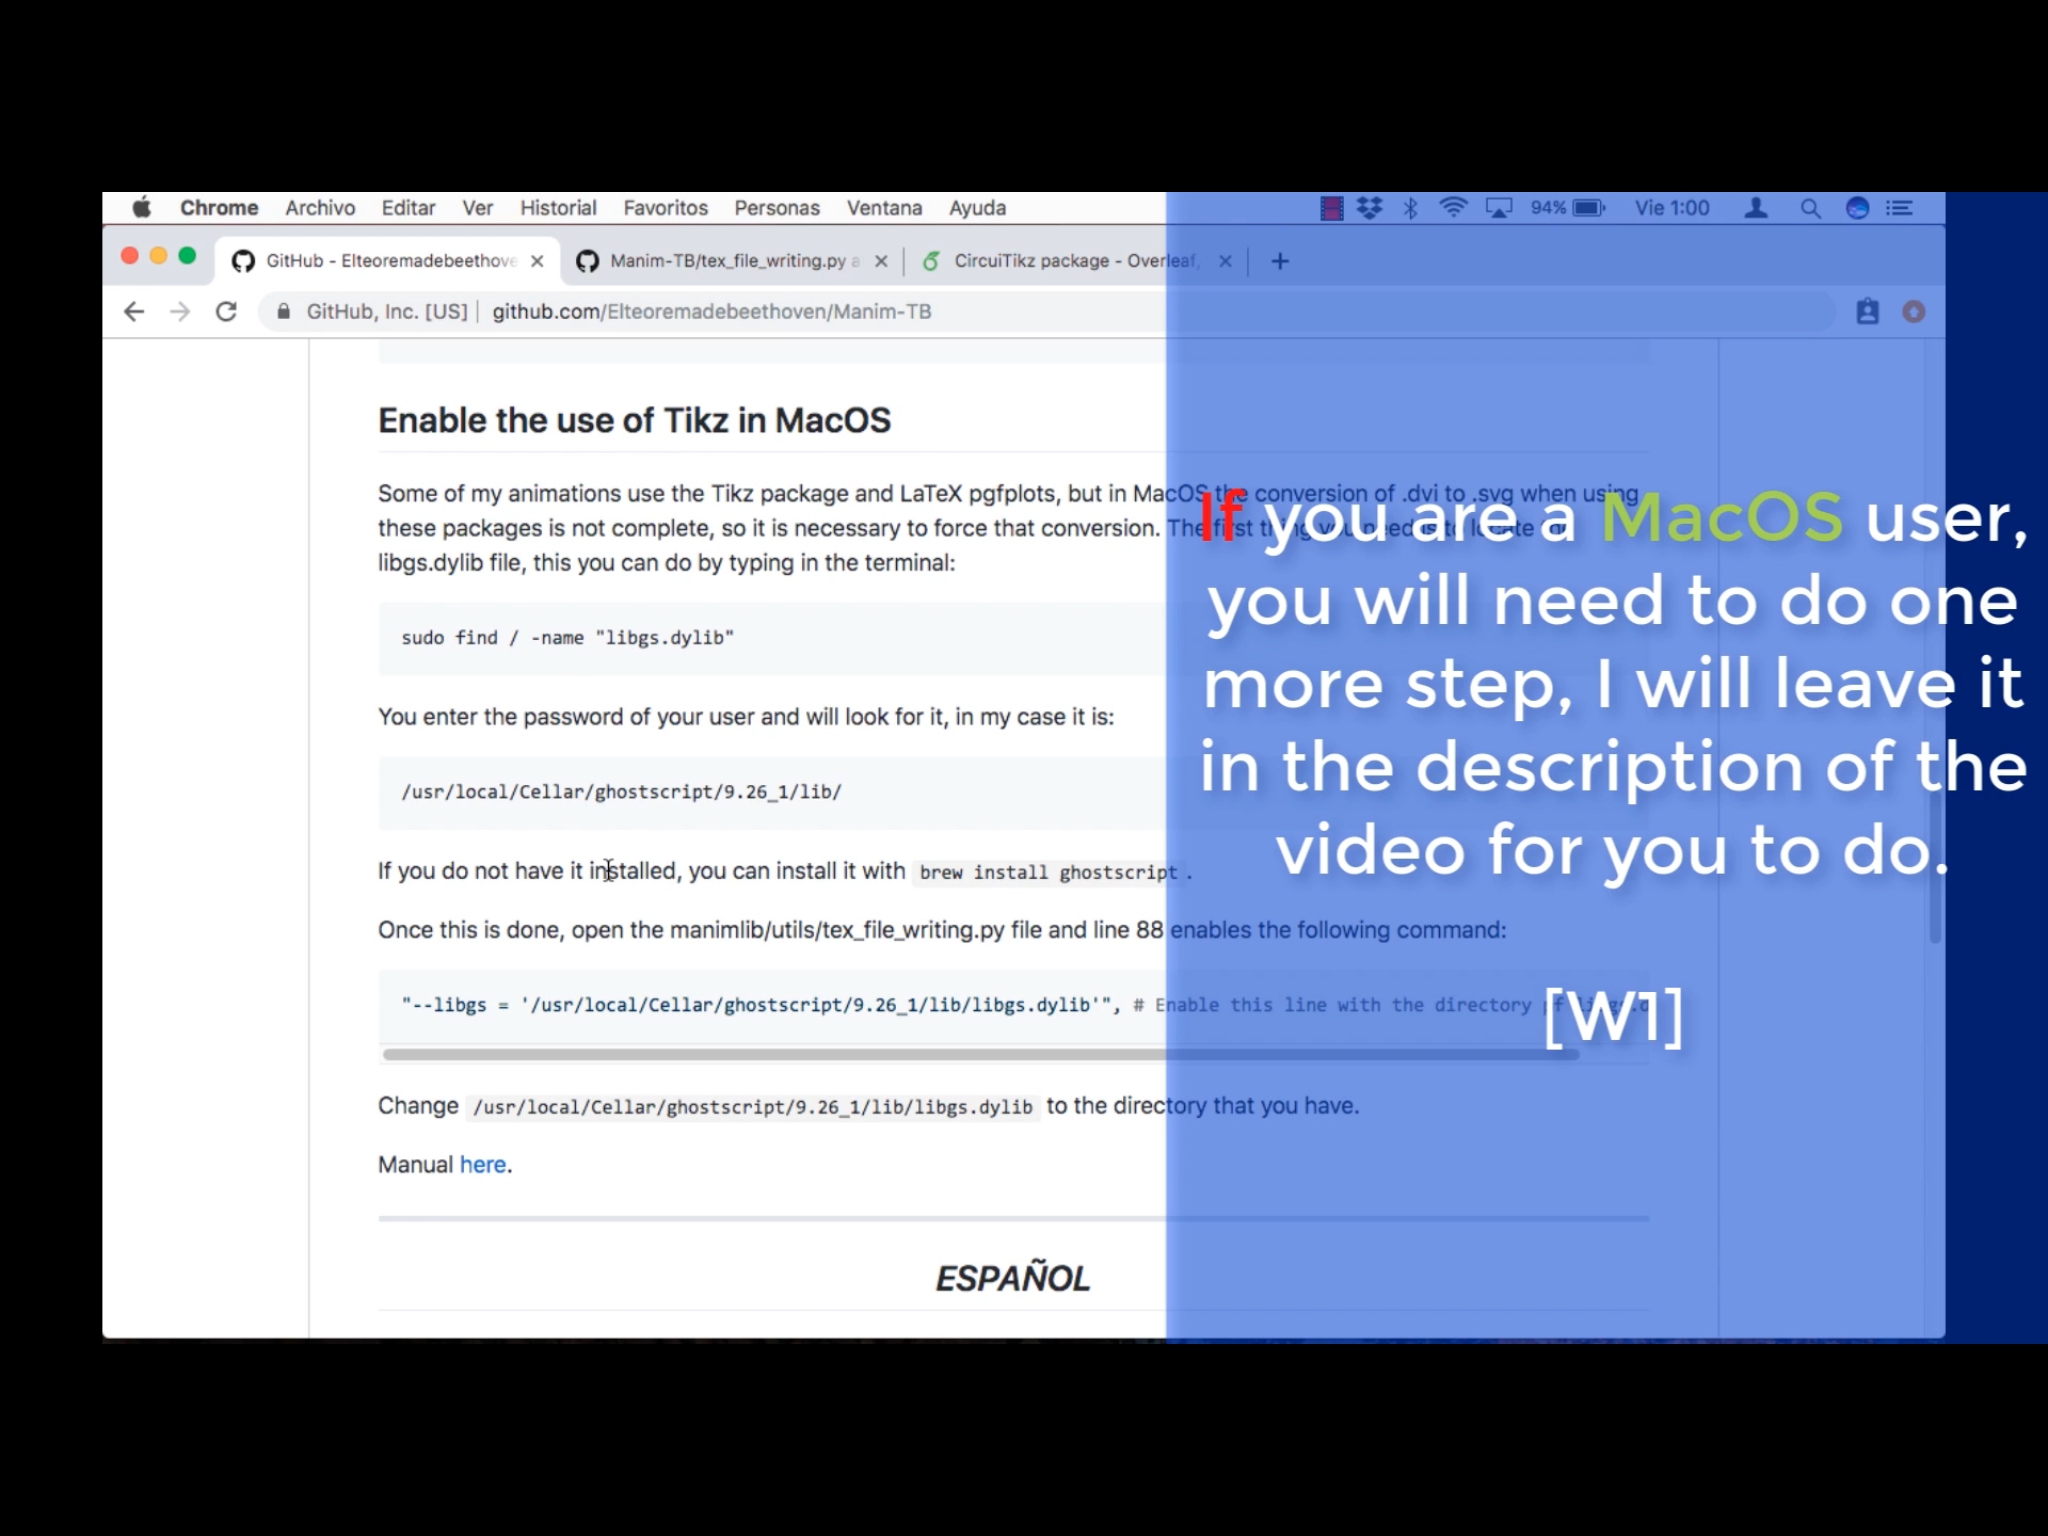 Chrome Archivo Editar Ver Historial Favoritos Personas Ventana Ayuda 94% Vie 1:00
GitHub - Elteoremadebeethove Manim-TB/tex_file_writing.py a CircuiTikz package - Overleaf,
GitHub, Inc. [US] | github.com/Elteoremadebeethoven/Manim-TB
Enable the use of Tikz in MacOS
Some of my animations use the Tikz package and LaTeX pgfplots, but in MacOS the conversion of .dvi to .svg when using
these packages is not complete, so it is necessary to force that conversion. The first thing you need is to locate the
libgs.dylib file, this you can do by typing in the terminal:
sudo find / -name "libgs.dylib"
You enter the password of your user and will look for it, in my case it is:
/usr/local/Cellar/ghostscript/9.26_1/lib/
If you do not have it installed, you can install it with brew install ghostscript .
Once this is done, open the manimlib/utils/tex_file_writing.py file and line 88 enables the following command:
"--libgs = '/usr/local/Cellar/ghostscript/9.26_1/lib/libgs.dylib'", # Enable this line with the directory pf
Change /usr/local/Cellar/ghostscript/9.26_1/lib/libgs.dylib to the directory that you have.
Manual here.
ESPAÑOL
If you are a MacOS user,
you will need to do one
more step, I will leave it
in the description of the
video for you to do.
[W1]